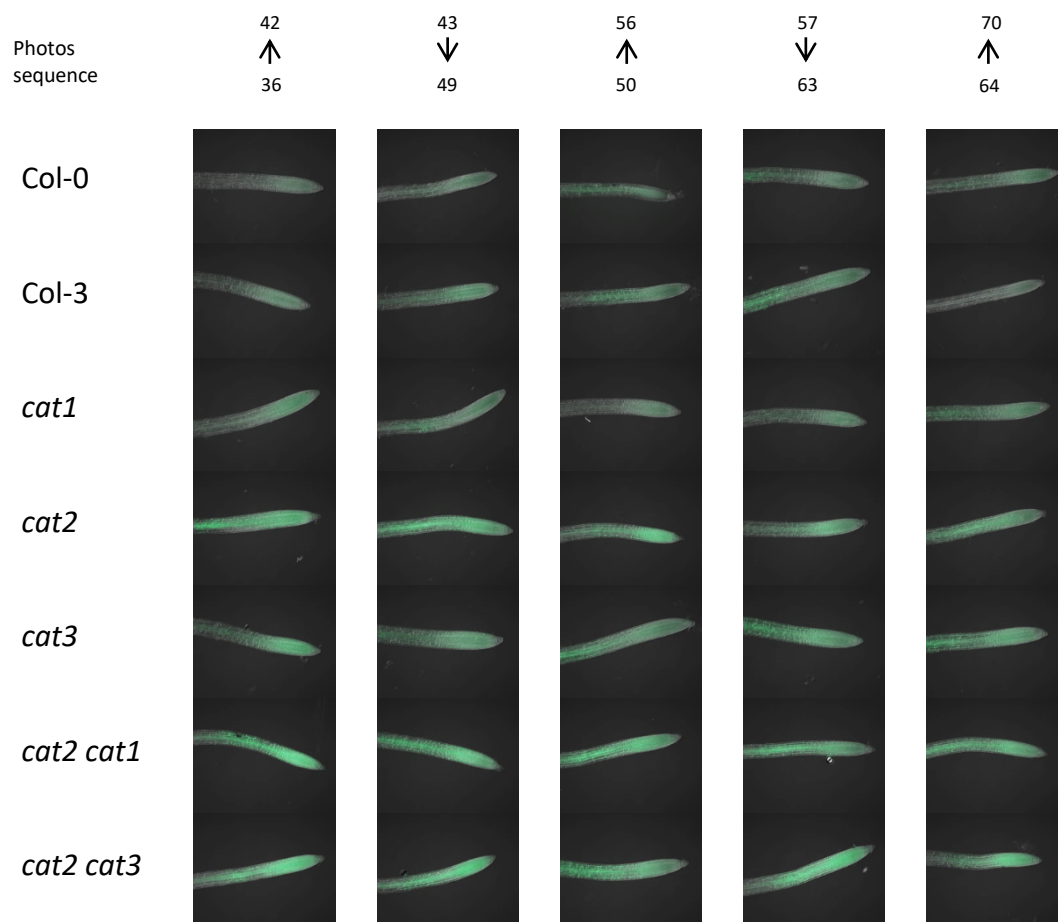 42 43 56 57 70
Photos
sequence
36 49 50 63 64
Col-0
Col-3
cat1
cat2
cat3
cat2 cat1
cat2 cat3